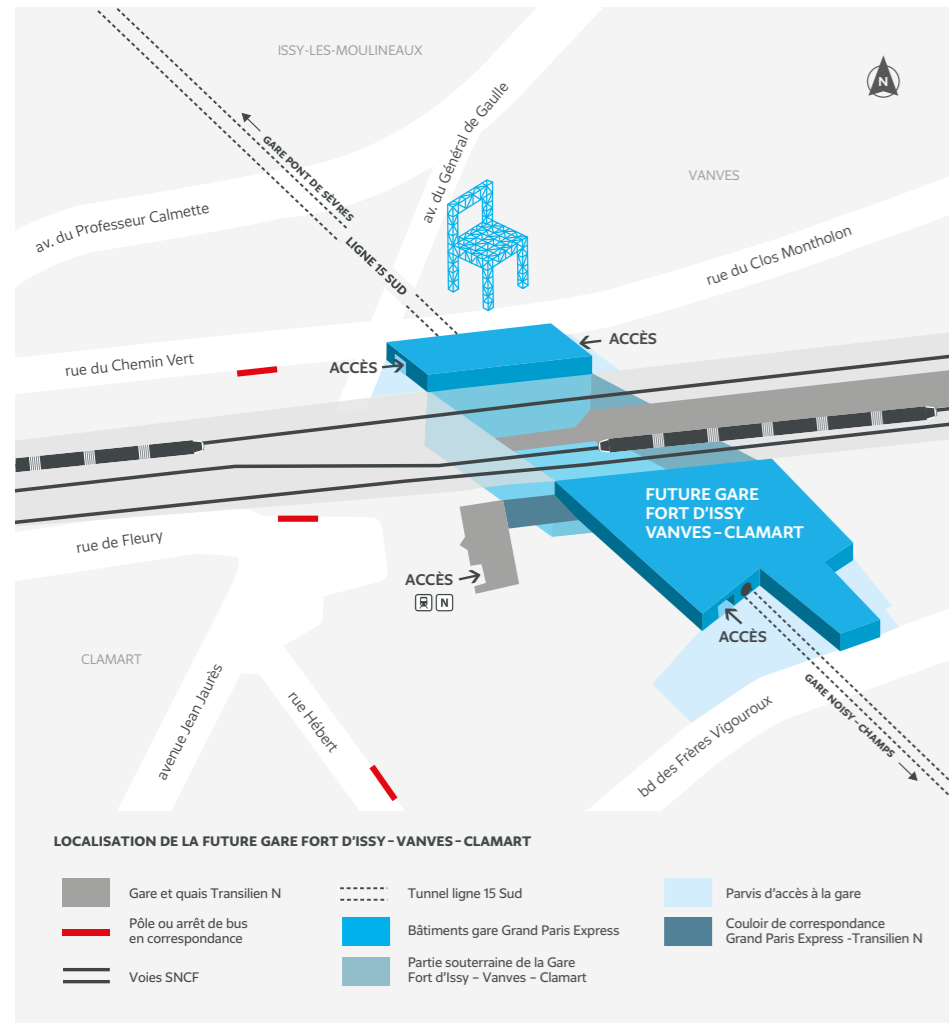 ISSY-LES-MOULINEAUX
N
av. du Général de Gaulle
GARE PONT DE SÈVRES
VANVES
av. du Professeur Calmette
LIGNE 15 SUD
rue du Clos Montholon
rue du Chemin Vert
ACCÈS
ACCÈS
FUTURE GARE
FORT D'ISSY
VANVES – CLAMART
rue de Fleury
ACCÈS
N
ACCÈS
CLAMART
avenue Jean Jaurès
rue Hébert
GARE NOISY-CHAMPS
bd des Frères Vigouroux
LOCALISATION DE LA FUTURE GARE FORT D'ISSY – VANVES – CLAMART
Gare et quais Transilien N
Pôle ou arrêt de bus
en correspondance
Voies SNCF
Tunnel ligne 15 Sud
Bâtiments gare Grand Paris Express
Partie souterraine de la Gare
Fort d'Issy – Vanves – Clamart
Parvis d'accès à la gare
Couloir de correspondance
Grand Paris Express -Transilien N